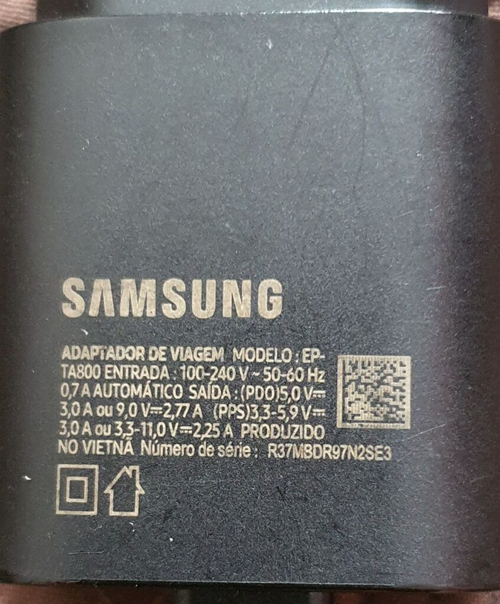 SAMSUNG
ADAPTADOR DE VIAGEM MODELO : EP-
TA800 ENTRADA : 100-240 V ~ 50-60 Hz
0,7 A AUTOMÁTICO SAÍDA : (PDO)5,0 V⎓
3,0 A ou 9,0 V⎓2,77 A (PPS)3,3-5,9 V⎓
3,0 A ou 3,3-11,0 V⎓2,25 A PRODUZIDO
NO VIETNÃ Número de série : R37M8DR97N2SE3